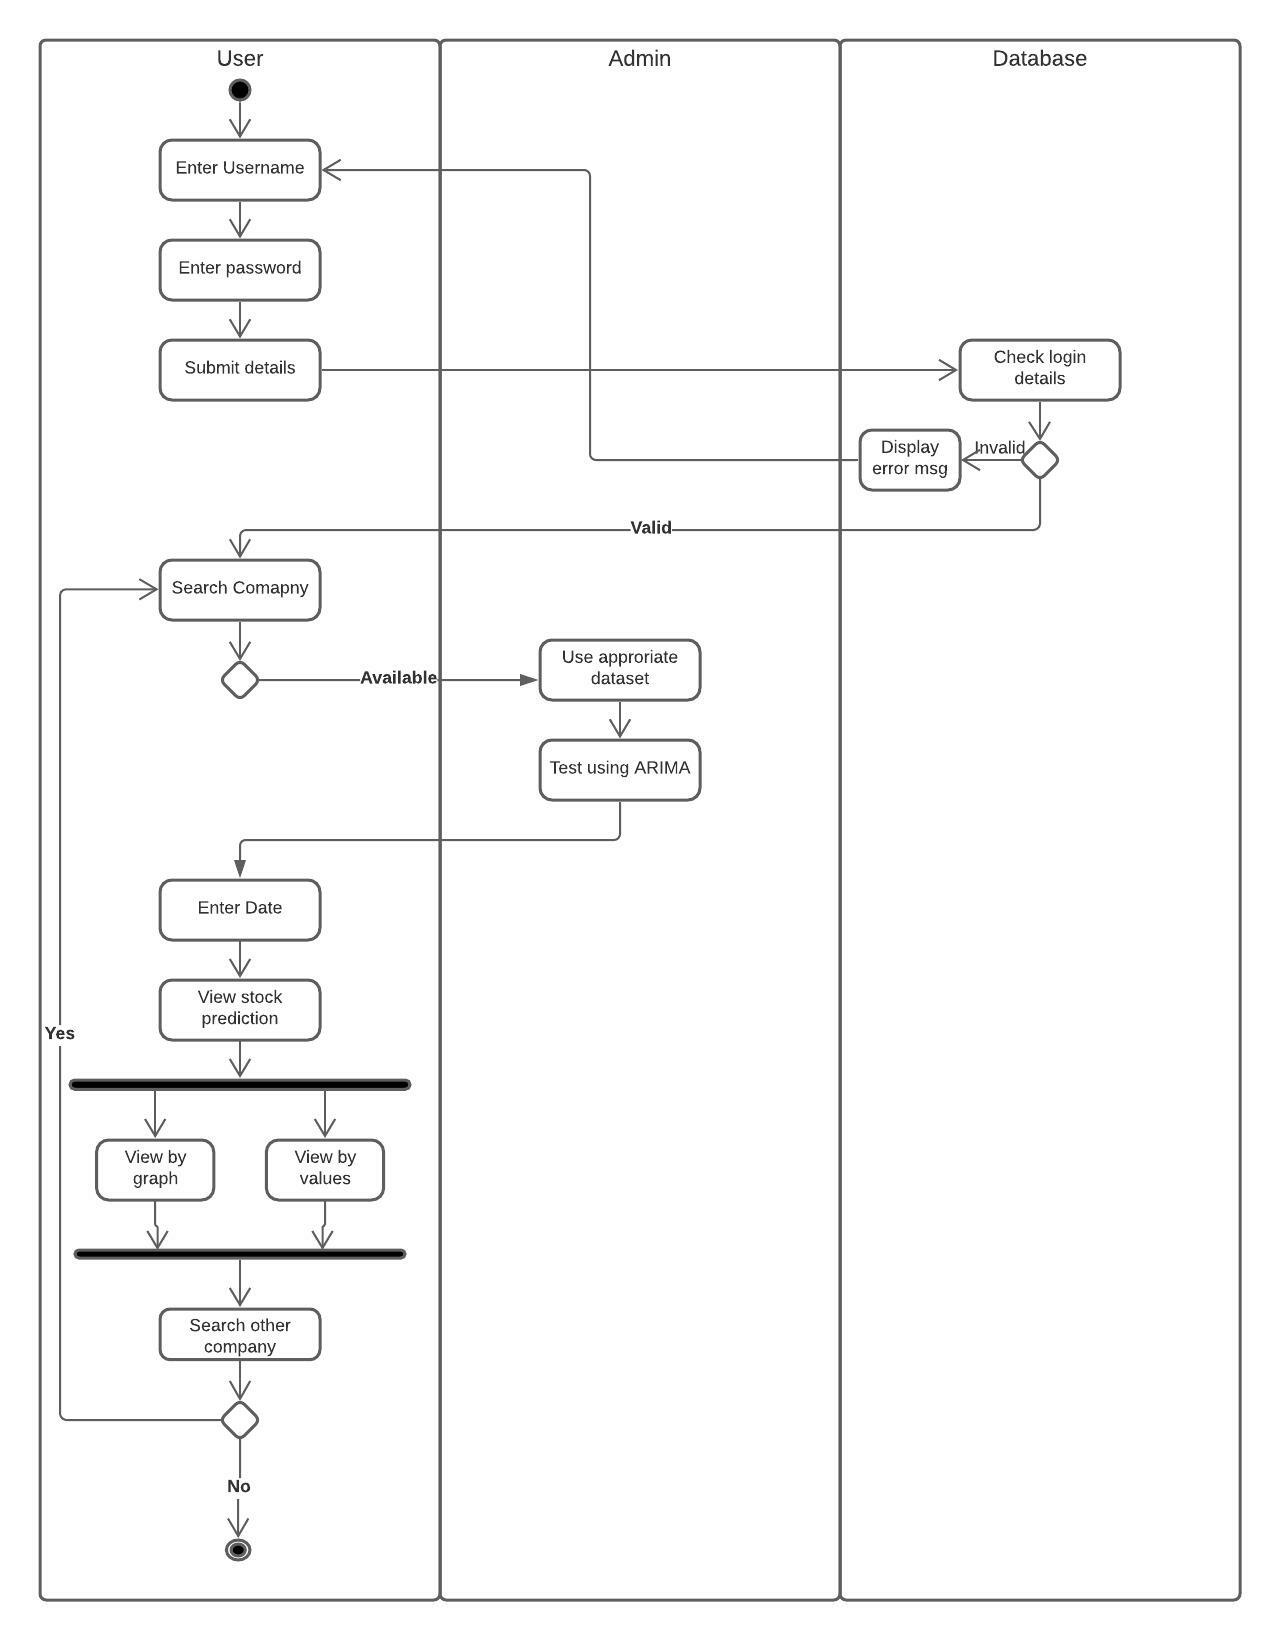 User
Admin
Database
Enter Username
Enter password
Submit details
Check login
details
Display
error msg
Invalid
Valid
Search Comapny
Available
Use approriate
dataset
Test using ARIMA
Enter Date
View stock
prediction
Yes
View by
graph
View by
values
Search other
company
No